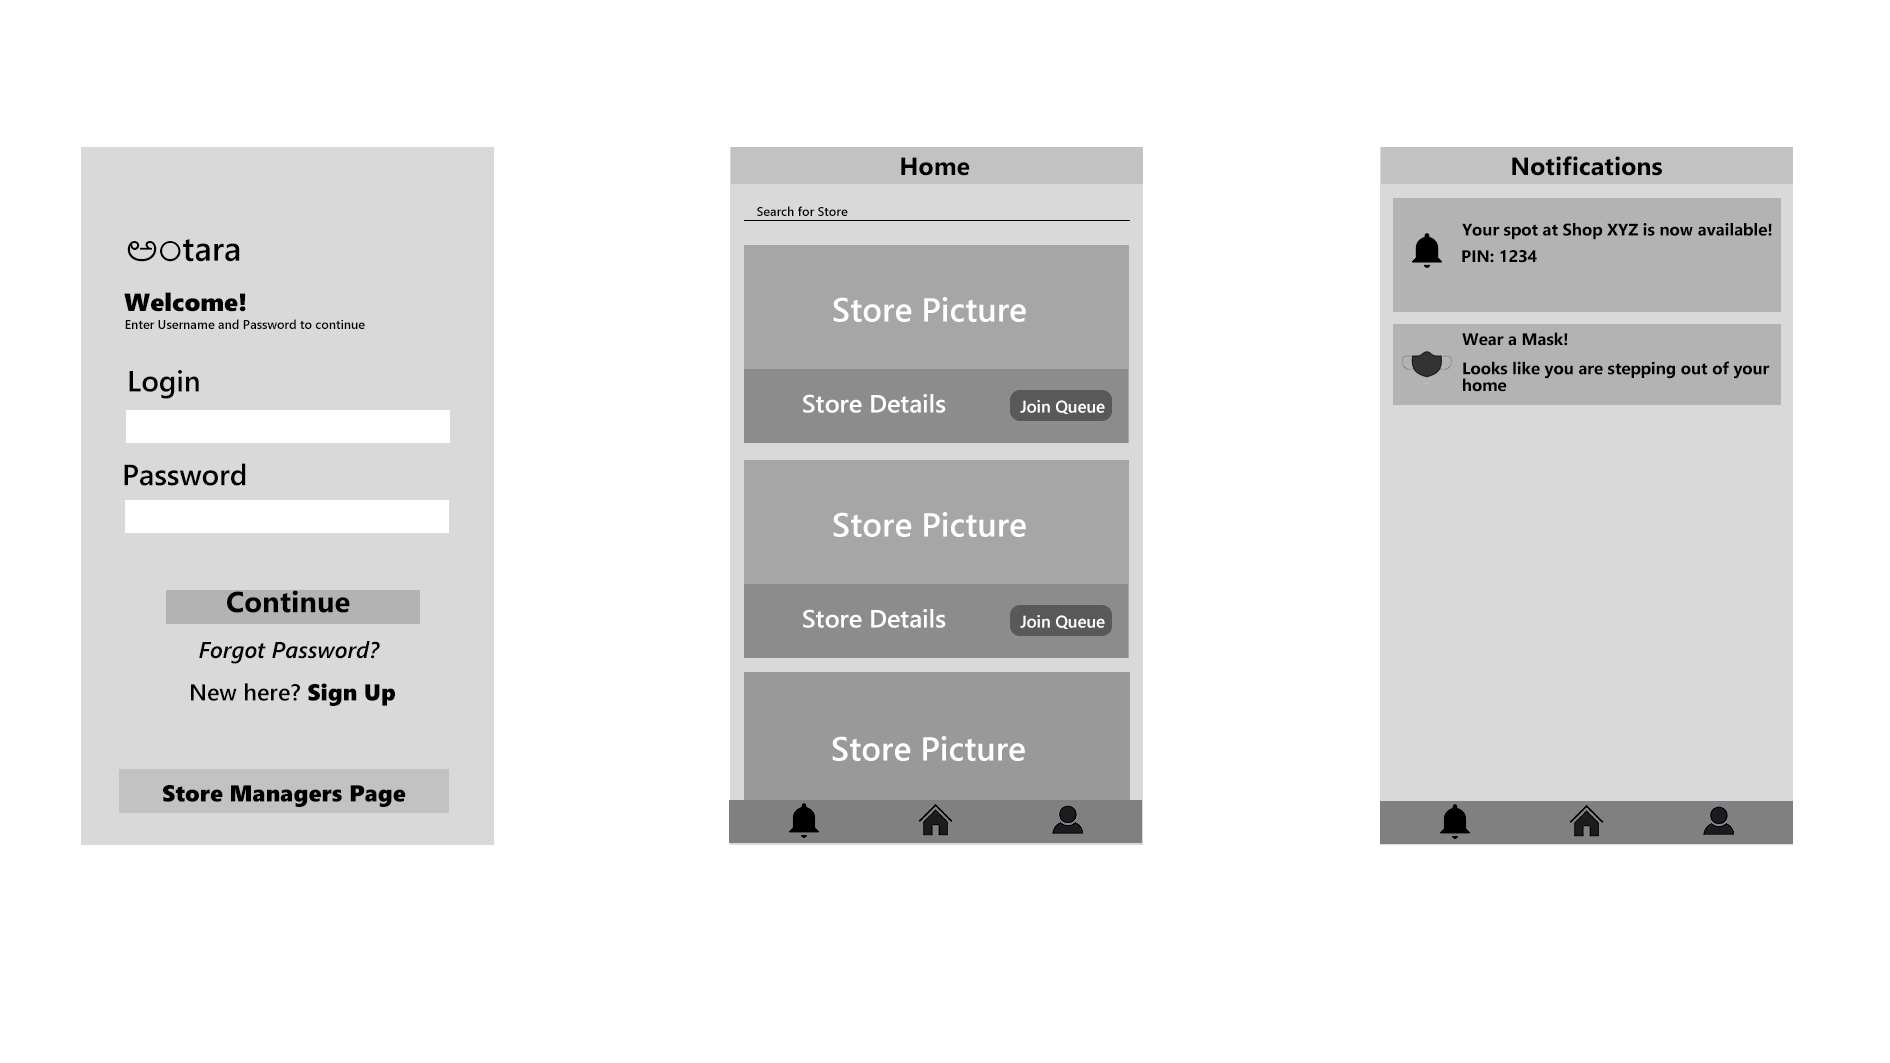 ಅಂtara
Welcome!
Enter Username and Password to continue
Login
Password
Continue
Forgot Password?
New here? Sign Up
Store Managers Page
Home
Search for Store
Store Picture
Store Details
Join Queue
Store Picture
Store Details
Join Queue
Store Picture
Notifications
Your spot at Shop XYZ is now available!
PIN: 1234
Wear a Mask!
Looks like you are stepping out of your
home